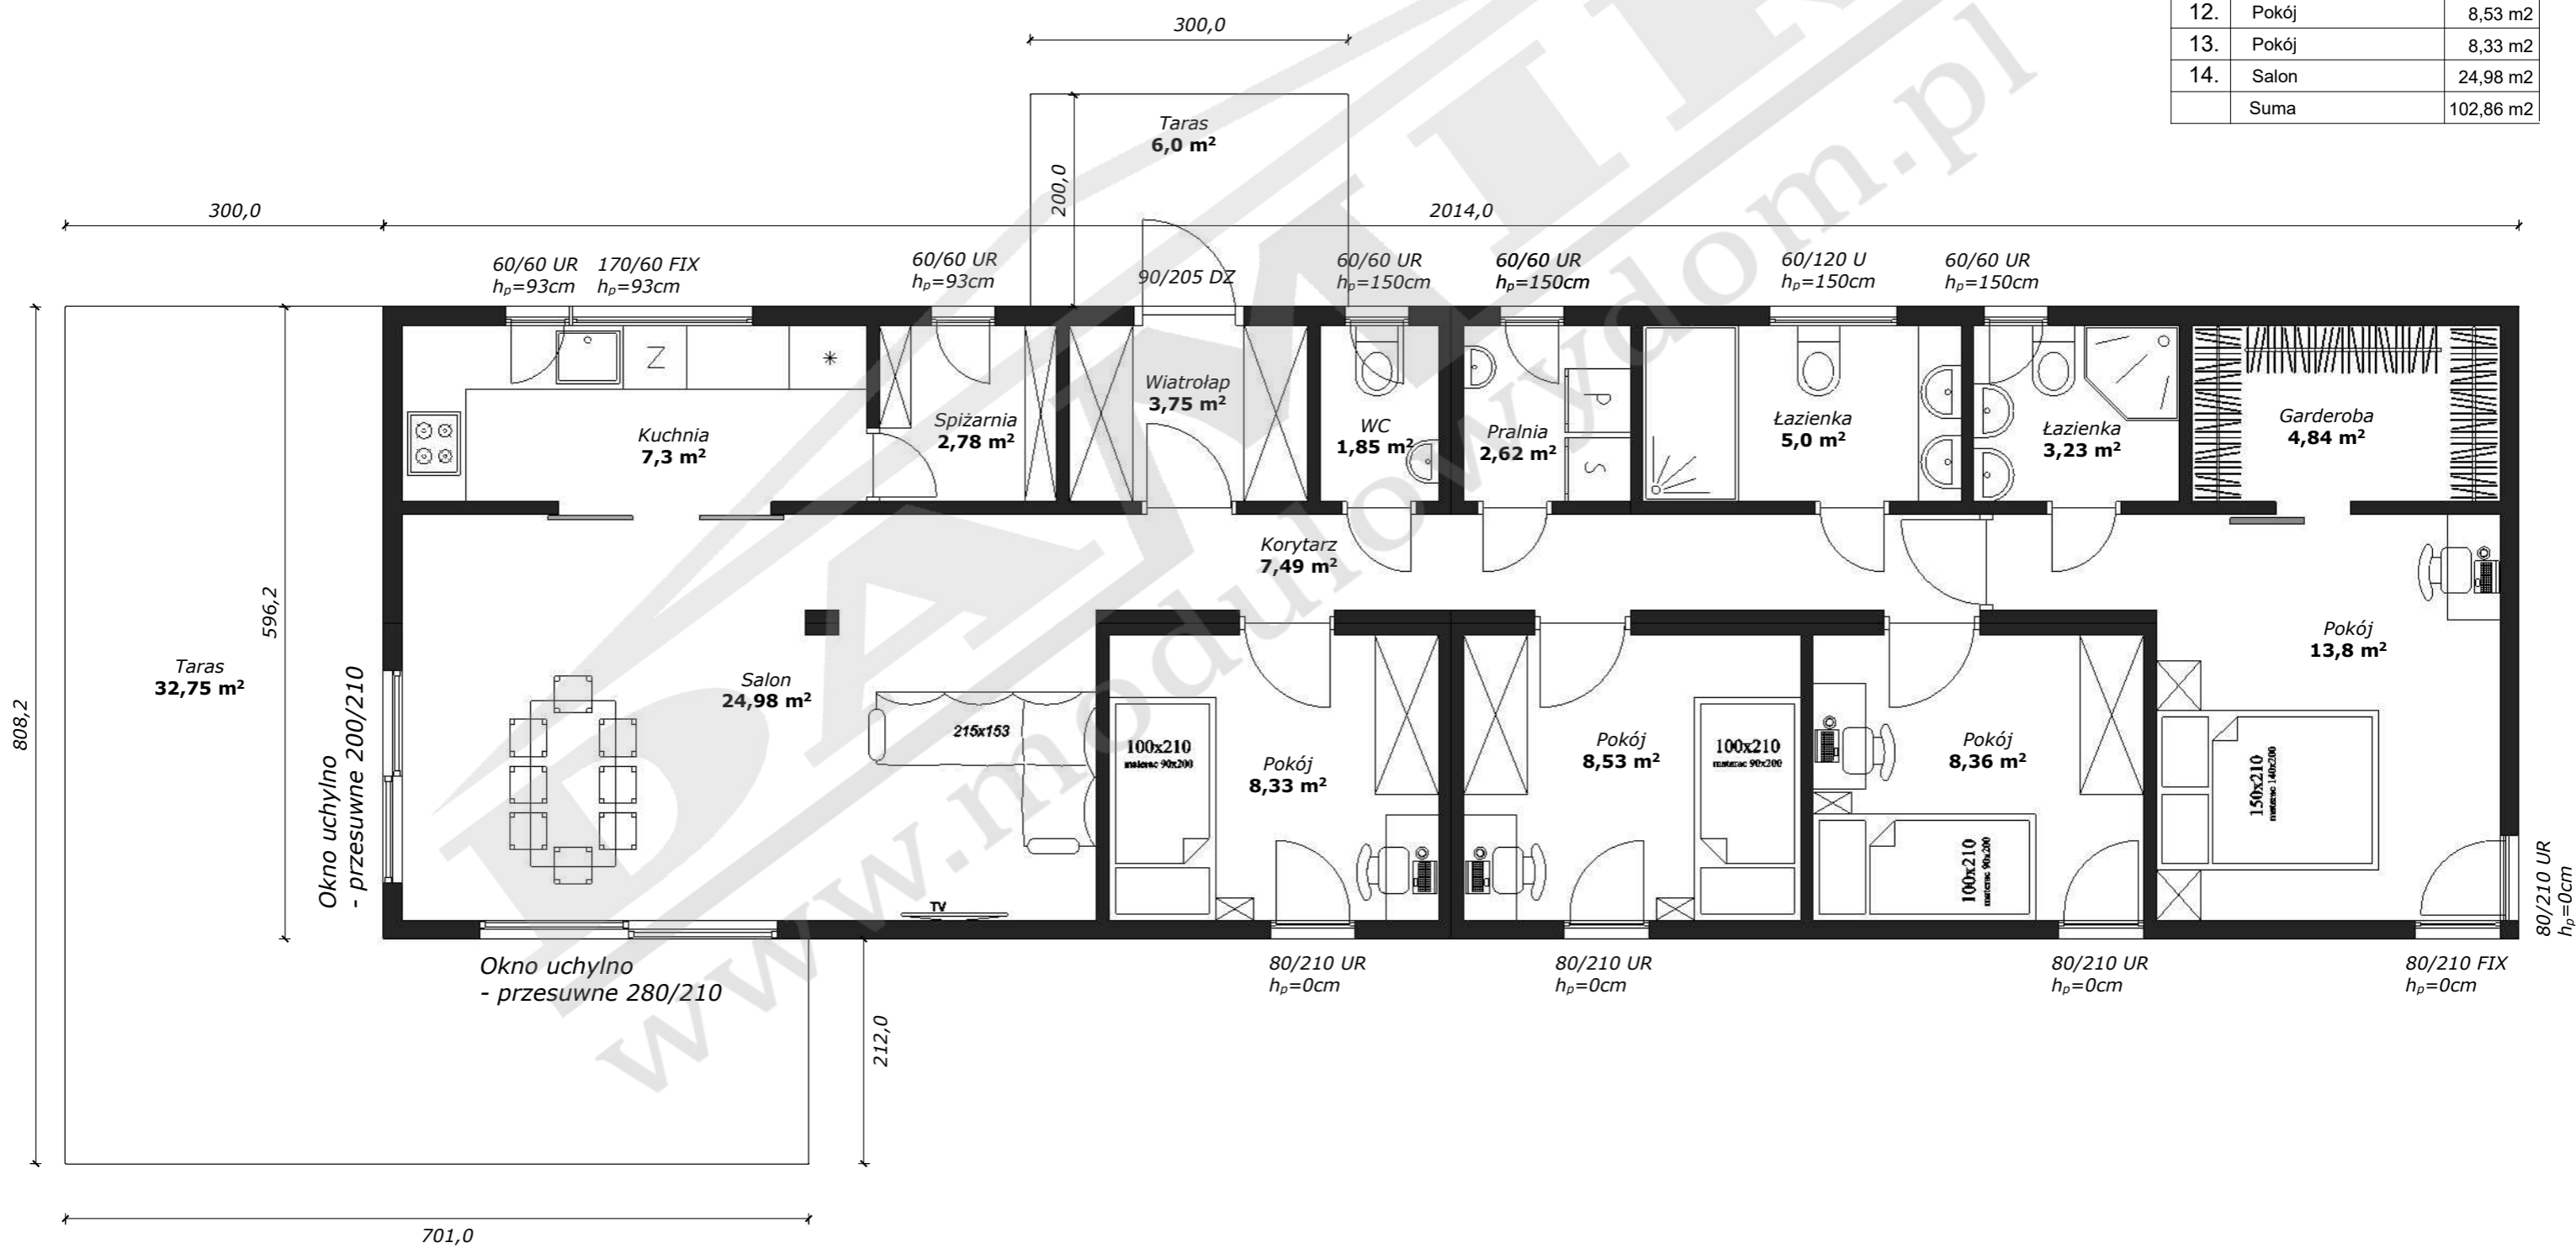 300,0
12. Pokój 8,53 m2
13. Pokój 8,33 m2
14. Salon 24,98 m2
Suma 102,86 m2
Taras
6,0 m²
200,0
300,0
2014,0
60/60 UR
hₚ=93cm
170/60 FIX
hₚ=93cm
60/60 UR
hₚ=93cm
90/205 DZ
60/60 UR
hₚ=150cm
60/60 UR
hₚ=150cm
60/120 U
hₚ=150cm
60/60 UR
hₚ=150cm
Z
*
Kuchnia
7,3 m²
Spiżarnia
2,78 m²
Wiatrołap
3,75 m²
WC
1,85 m²
Pralnia
2,62 m²
P
S
Łazienka
5,0 m²
Łazienka
3,23 m²
Garderoba
4,84 m²
Korytarz
7,49 m²
596,2
808,2
Taras
32,75 m²
Okno uchylno
- przesuwne 200/210
Salon
24,98 m²
215x153
TV
100x210
materac 90x200
Pokój
8,33 m²
Pokój
8,53 m²
100x210
materac 90x200
Pokój
8,36 m²
100x210
materac 90x200
Pokój
13,8 m²
150x210
materac 140x200
80/210 UR
hₚ=0cm
Okno uchylno
- przesuwne 280/210
80/210 UR
hₚ=0cm
80/210 UR
hₚ=0cm
80/210 UR
hₚ=0cm
80/210 FIX
hₚ=0cm
212,0
701,0
www.modulowydom.pl